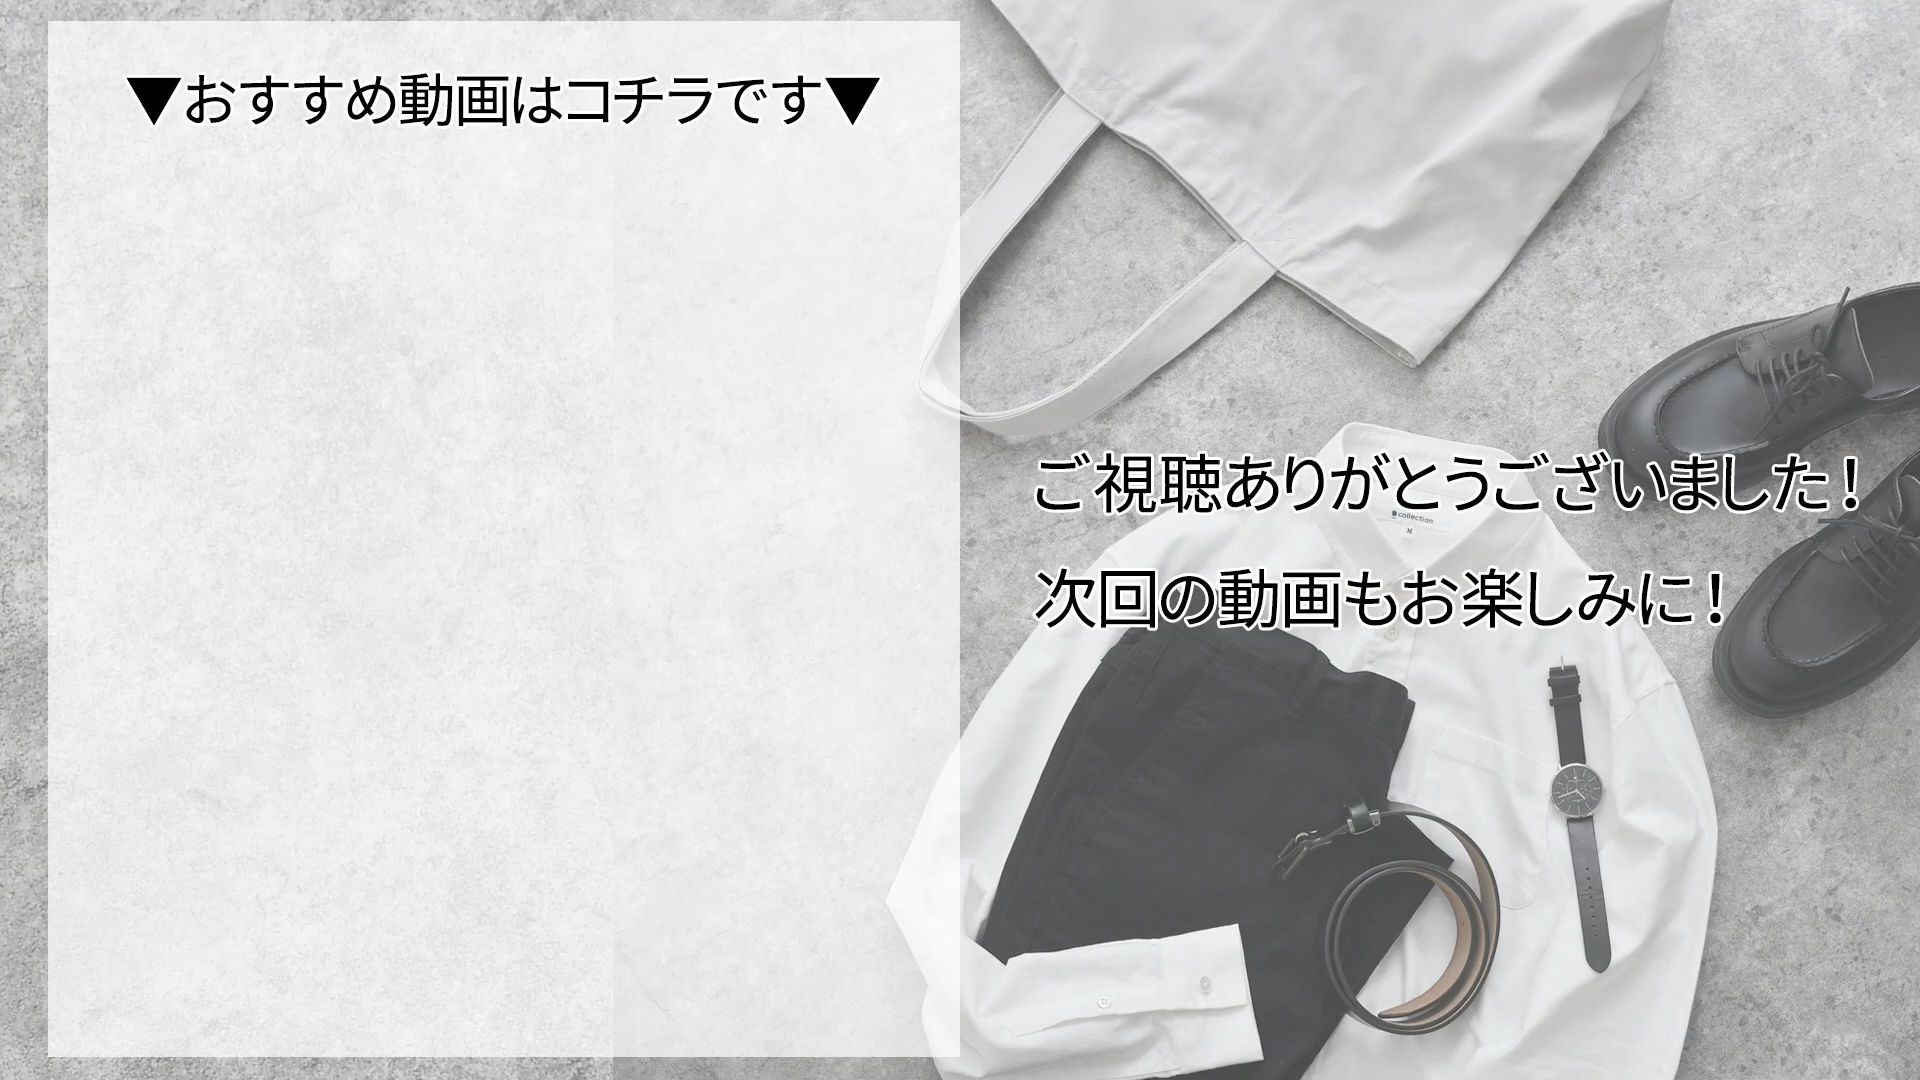 ▼おすすめ動画はコチラです▼
ご視聴ありがとうございました！
collection
M
次回の動画もお楽しみに！